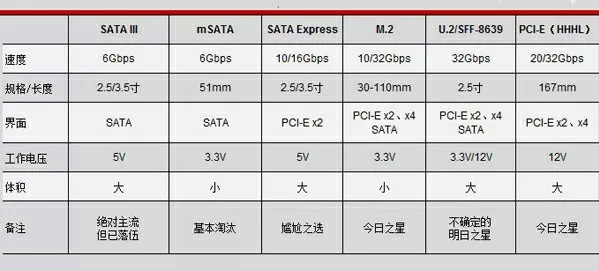 SATA III mSATA SATA Express M.2 U.2/SFF-8639 PCI-E（HHHL）
速度 6Gbps 6Gbps 10/16Gbps 10/32Gbps 32Gbps 20/32Gbps
规格/长度 2.5/3.5寸 51mm 2.5/3.5寸 30-110mm 2.5寸 167mm
界面 SATA SATA PCI-E x2 PCI-E x2、x4 PCI-E x2、x4 PCI-E x2、x4
SATA SATA
工作电压 5V 3.3V 5V 3.3V 3.3V/12V 12V
体积 大 小 大 小 大 大
备注 绝对主流 基本淘汰 尴尬之选 今日之星 不确定的 今日之星
但已落伍 明日之星